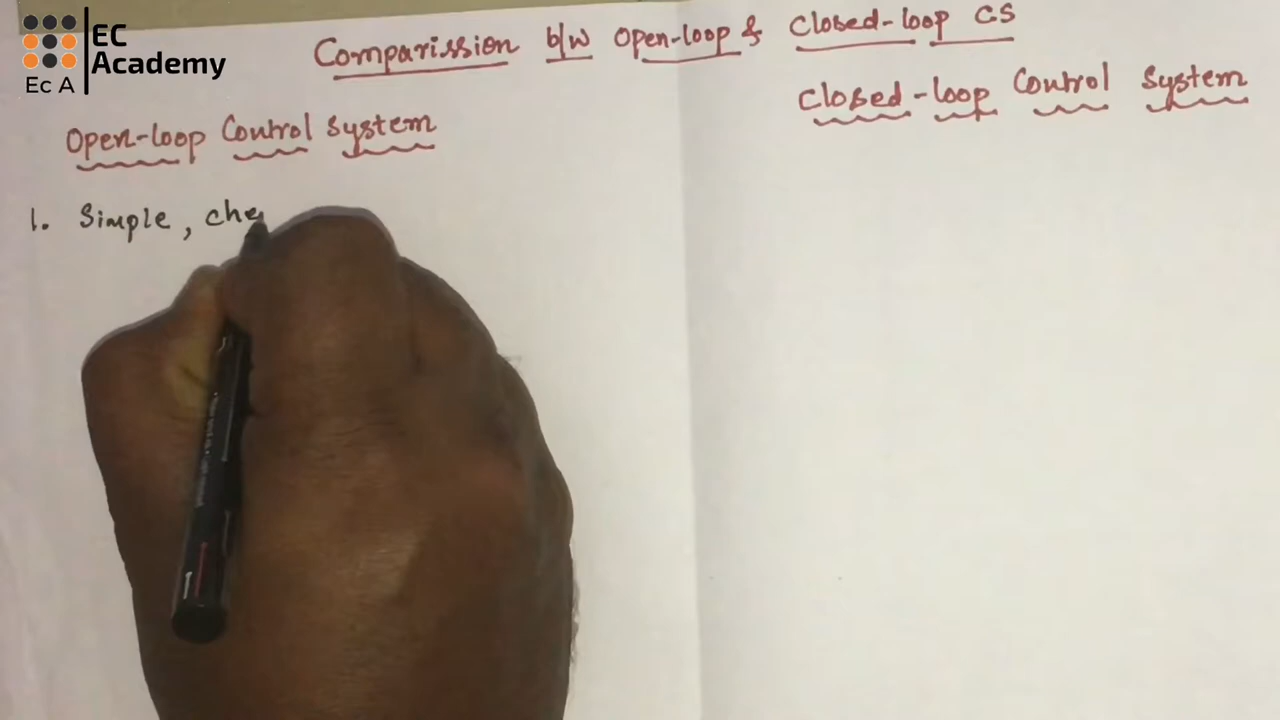 EC
Academy
Ec A
Comparission b/w Open-loop & Closed-loop CS
Open-loop Control System
Closed-loop Control System
1. Simple, che